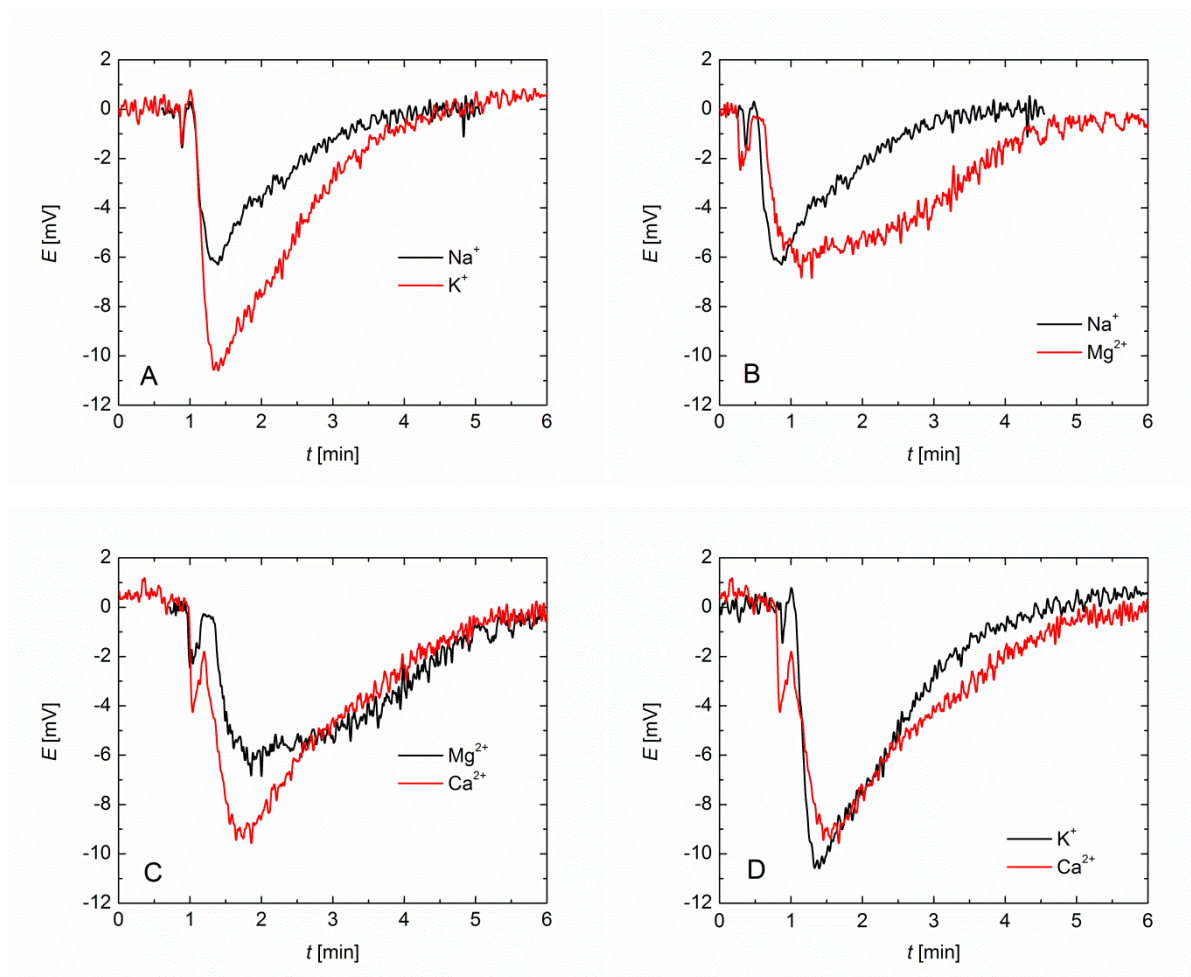 2
0
-2
-4
-6
-8
-10
-12
E [mV]
Na⁺
K⁺
A
0 1 2 3 4 5 6
t [min]
2
0
-2
-4
-6
-8
-10
-12
E [mV]
Na⁺
Mg²⁺
B
0 1 2 3 4 5 6
t [min]
2
0
-2
-4
-6
-8
-10
-12
E [mV]
Mg²⁺
Ca²⁺
C
0 1 2 3 4 5 6
t [min]
2
0
-2
-4
-6
-8
-10
-12
E [mV]
K⁺
Ca²⁺
D
0 1 2 3 4 5 6
t [min]